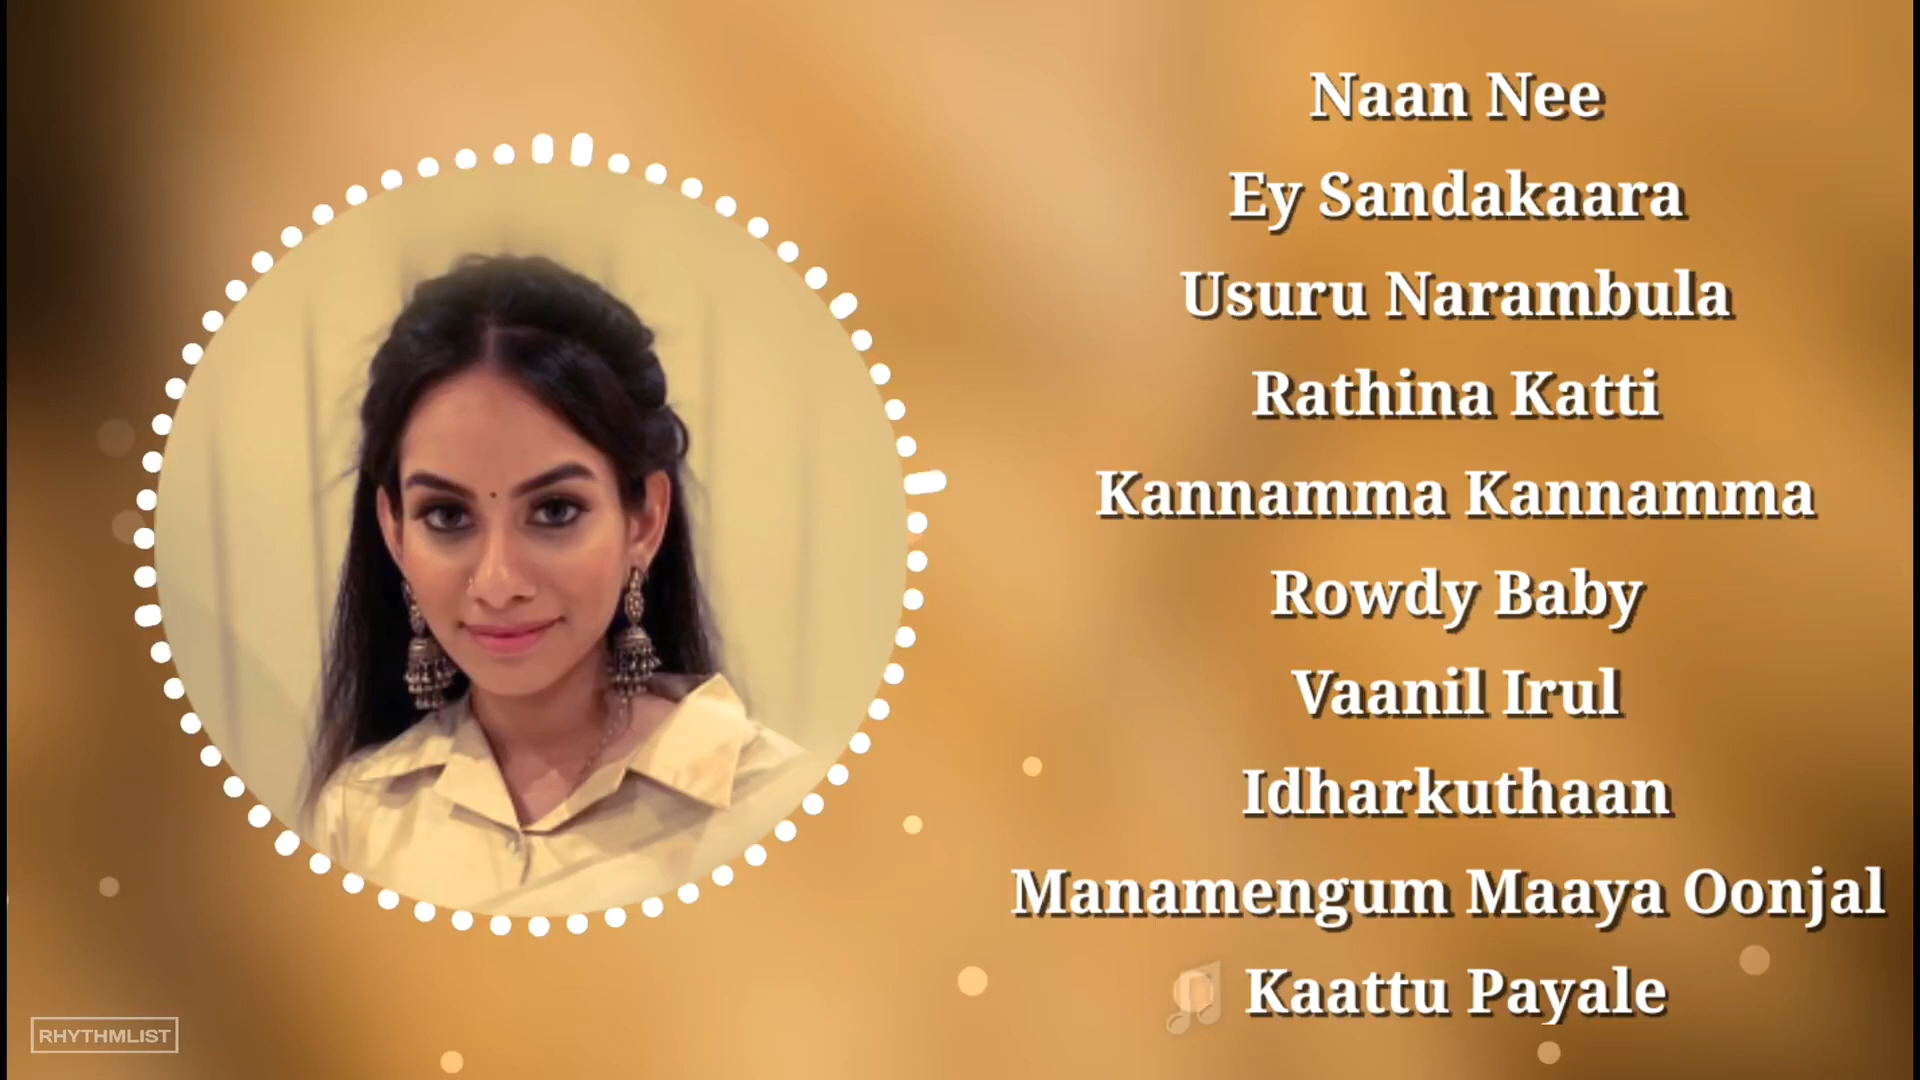 Naan Nee
Ey Sandakaara
Usuru Narambula
Rathina Katti
Kannamma Kannamma
Rowdy Baby
Vaanil Irul
Idharkuthaan
Manamengum Maaya Oonjal
Kaattu Payale
RHYTHMLIST